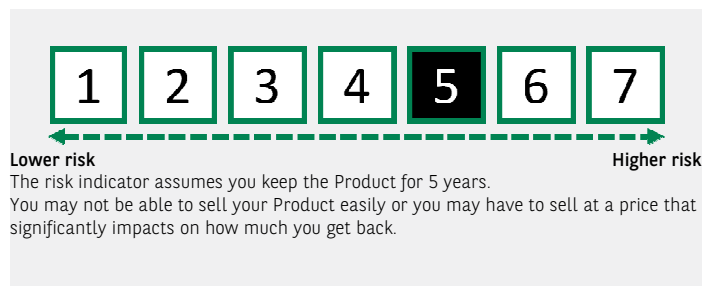 1 2 3 4 5 6 7
Lower risk Higher risk
The risk indicator assumes you keep the Product for 5 years.
You may not be able to sell your Product easily or you may have to sell at a price that
significantly impacts on how much you get back.